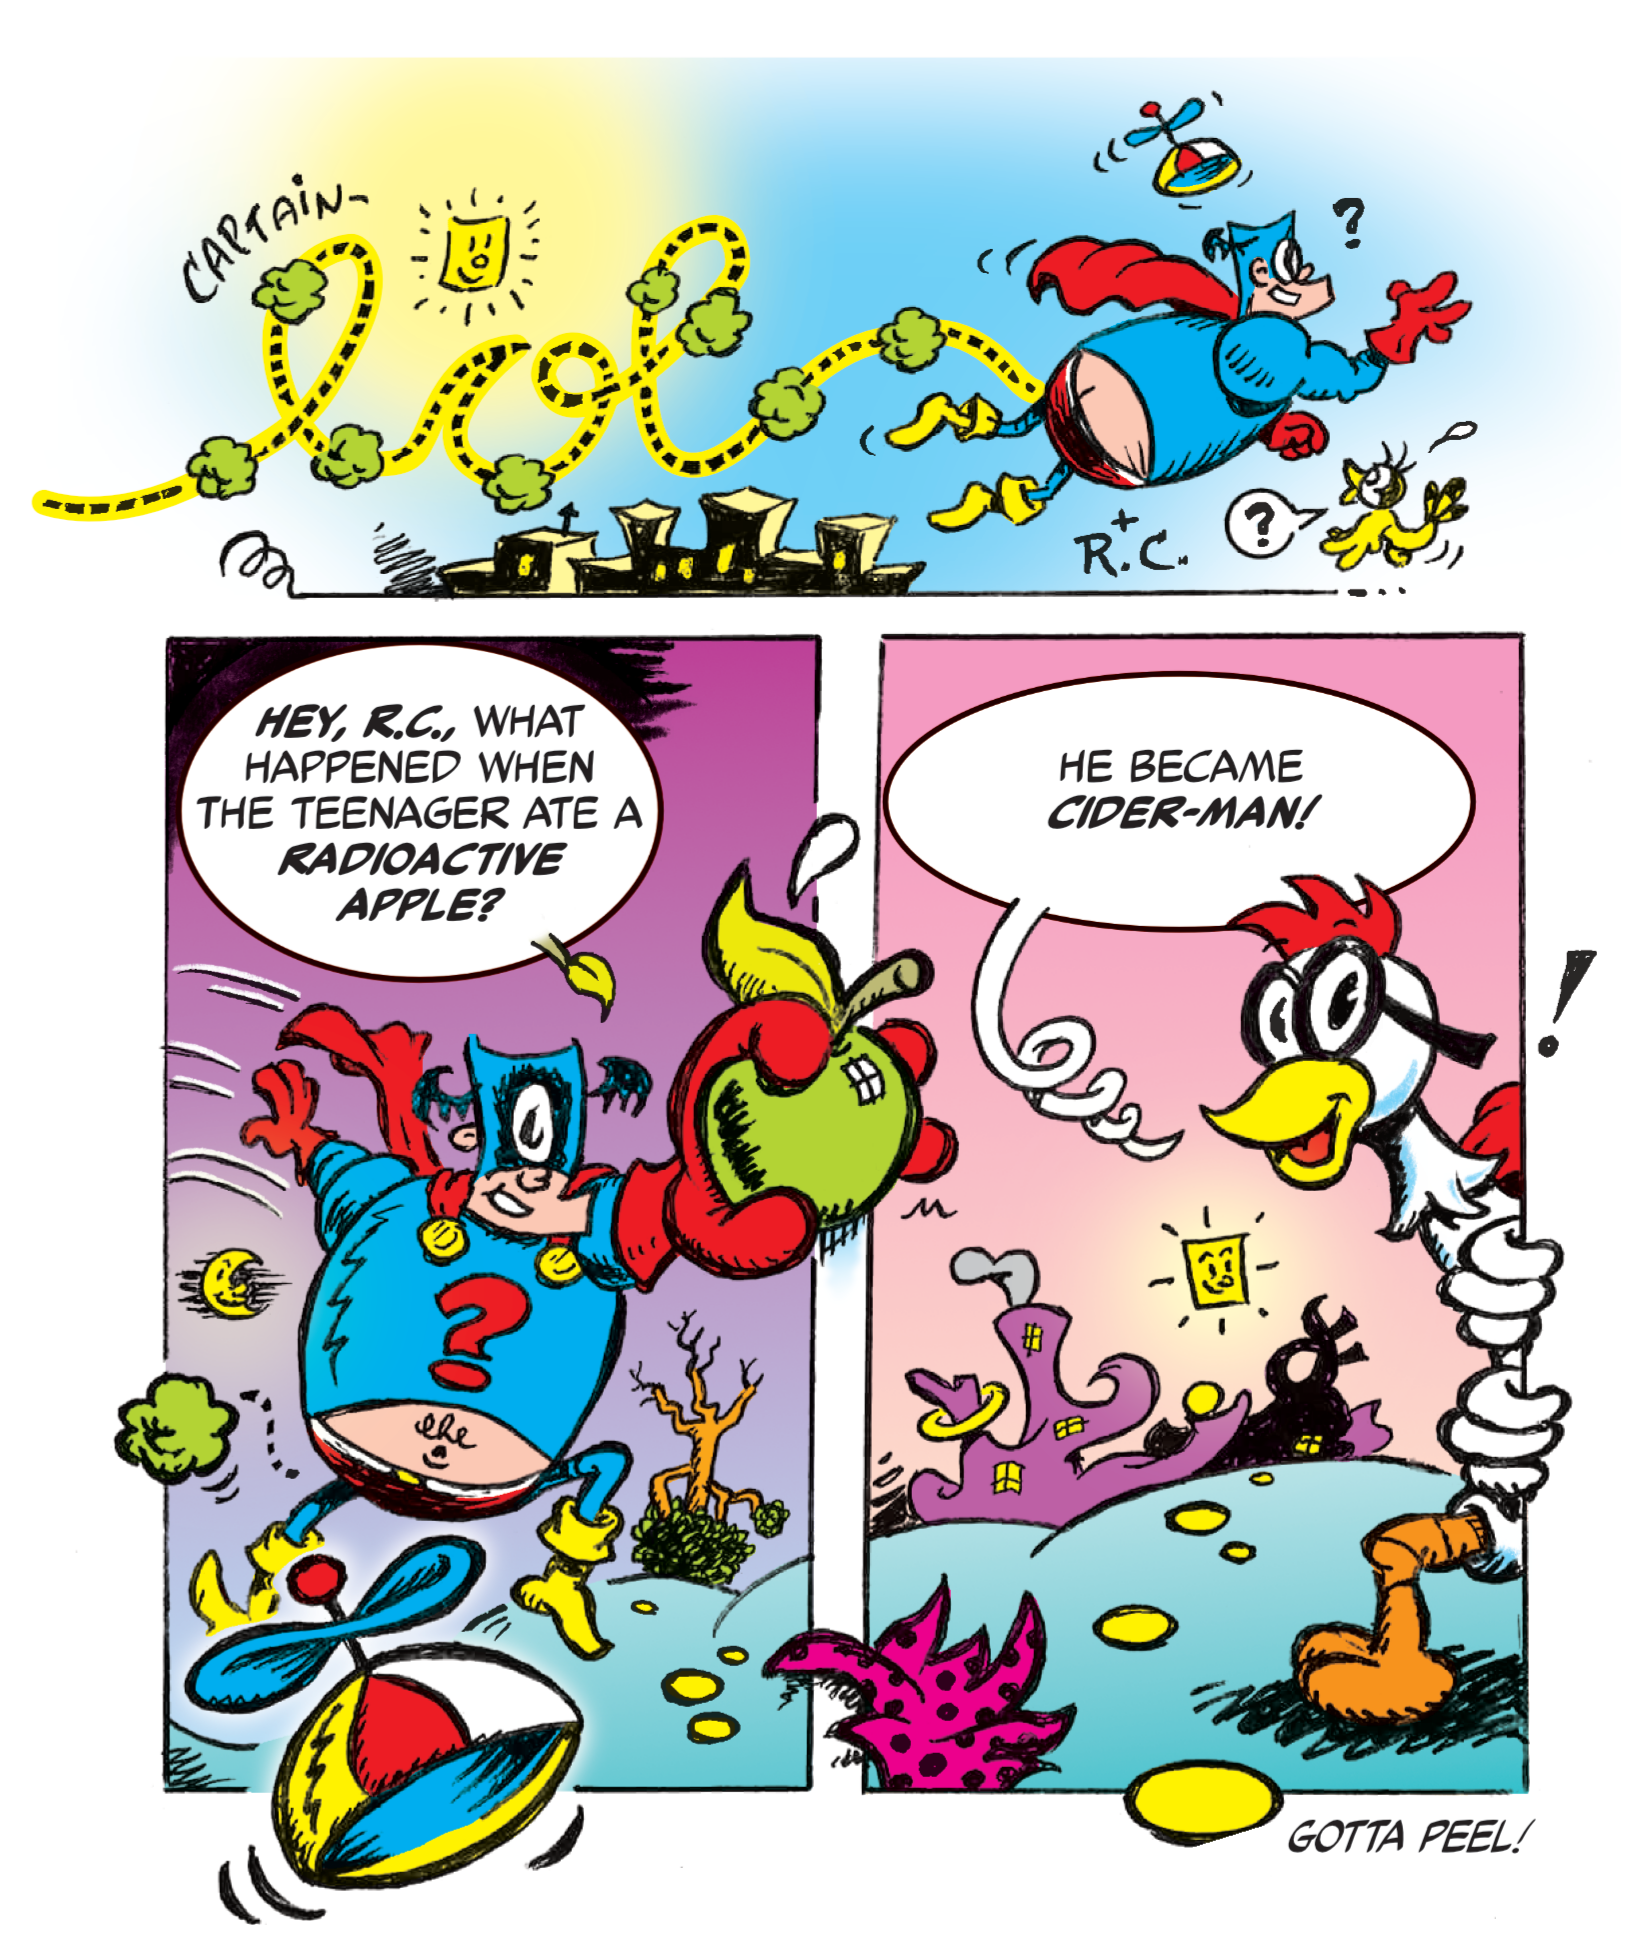 CAPTAIN-
lol
?
+
R.C.
?
HEY, R.C., WHAT
HAPPENED WHEN
THE TEENAGER ATE A
RADIOACTIVE
APPLE?
HE BECAME
CIDER-MAN!
!
?
GOTTA PEEL!